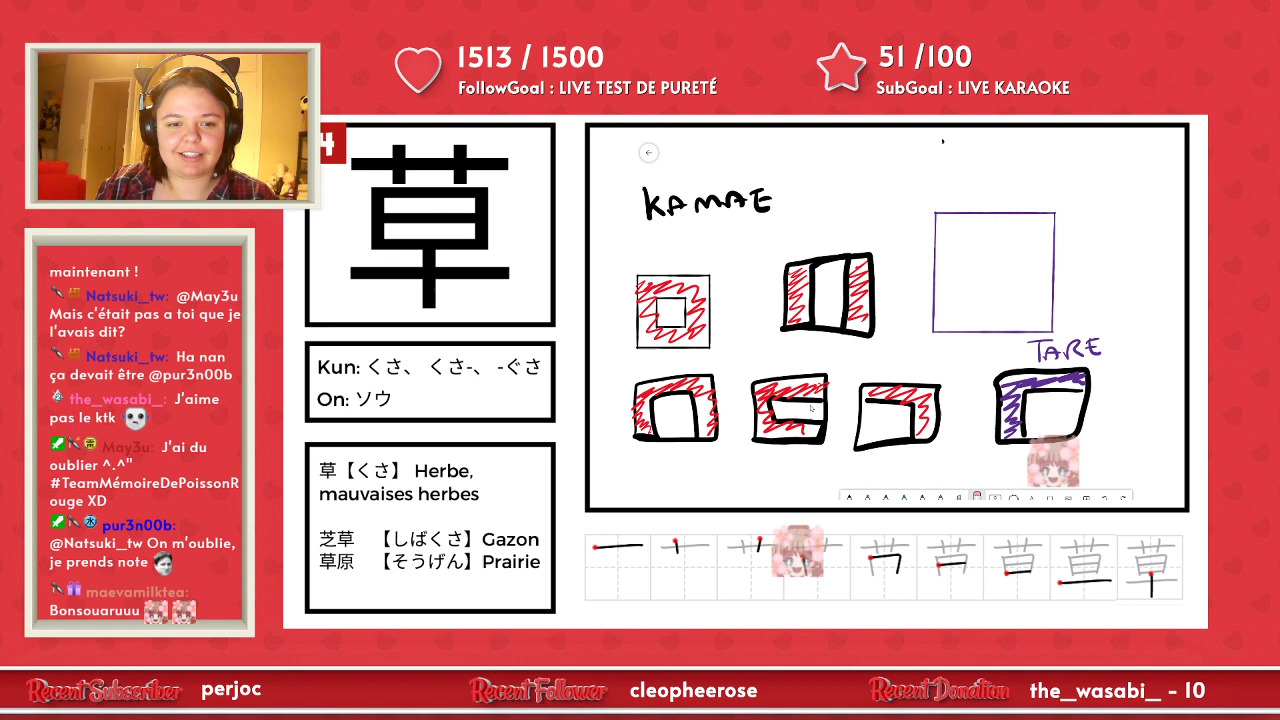 1513 / 1500
FollowGoal : LIVE TEST DE PURETÉ
51 /100
SubGoal : LIVE KARAOKE
4
草
Kun: くさ、 くさ-、 -ぐさ
On: ソウ
草【くさ】 Herbe,
mauvaises herbes
芝草 【しばくさ】Gazon
草原 【そうげん】Prairie
KAMAE
TARE
maintenant !
Natsuki_tw: @May3u
Mais c'était pas a toi que je
l'avais dit?
Natsuki_tw: Ha nan
ça devait être @pur3n00b
the_wasabi_: J'aime
pas le ktk
May3u: J'ai du
oublier ^.^"
#TeamMémoireDePoissonR
ouge XD
pur3n00b:
@Natsuki_tw On m'oublie,
je prends note
maevamilktea:
Bonsouaruuu
Recent Subscriber perjoc
Recent Follower cleopheerose
Recent Donation the_wasabi_ - 10